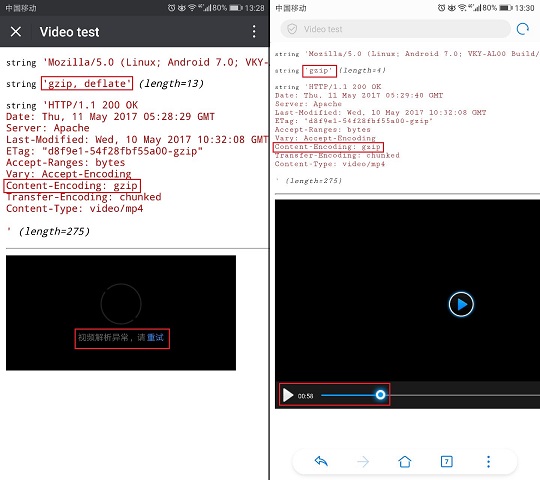 中国移动
80%
13:28
Video test
string 'Mozilla/5.0 (Linux; Android 7.0; VKY-
string 'gzip, deflate' (length=13)
string 'HTTP/1.1 200 OK
Date: Thu, 11 May 2017 05:28:29 GMT
Server: Apache
Last-Modified: Wed, 10 May 2017 10:32:08 GMT
ETag: "d8f9e1-54f28fbf55a00-gzip"
Accept-Ranges: bytes
Vary: Accept-Encoding
Content-Encoding: gzip
Transfer-Encoding: chunked
Content-Type: video/mp4
' (length=275)
视频解析异常，请 重试
中国移动
80%
13:30
Video test
string 'Mozilla/5.0 (Linux; Android 7.0; VKY-AL00 Build/
string 'gzip' (length=4)
string 'HTTP/1.1 200 OK
Date: Thu, 11 May 2017 05:29:40 GMT
Server: Apache
Last-Modified: Wed, 10 May 2017 10:32:08 GMT
ETag: "d8f9e1-54f28fbf55a00-gzip"
Accept-Ranges: bytes
Vary: Accept-Encoding
Content-Encoding: gzip
Transfer-Encoding: chunked
Content-Type: video/mp4
' (length=275)
00:58
7